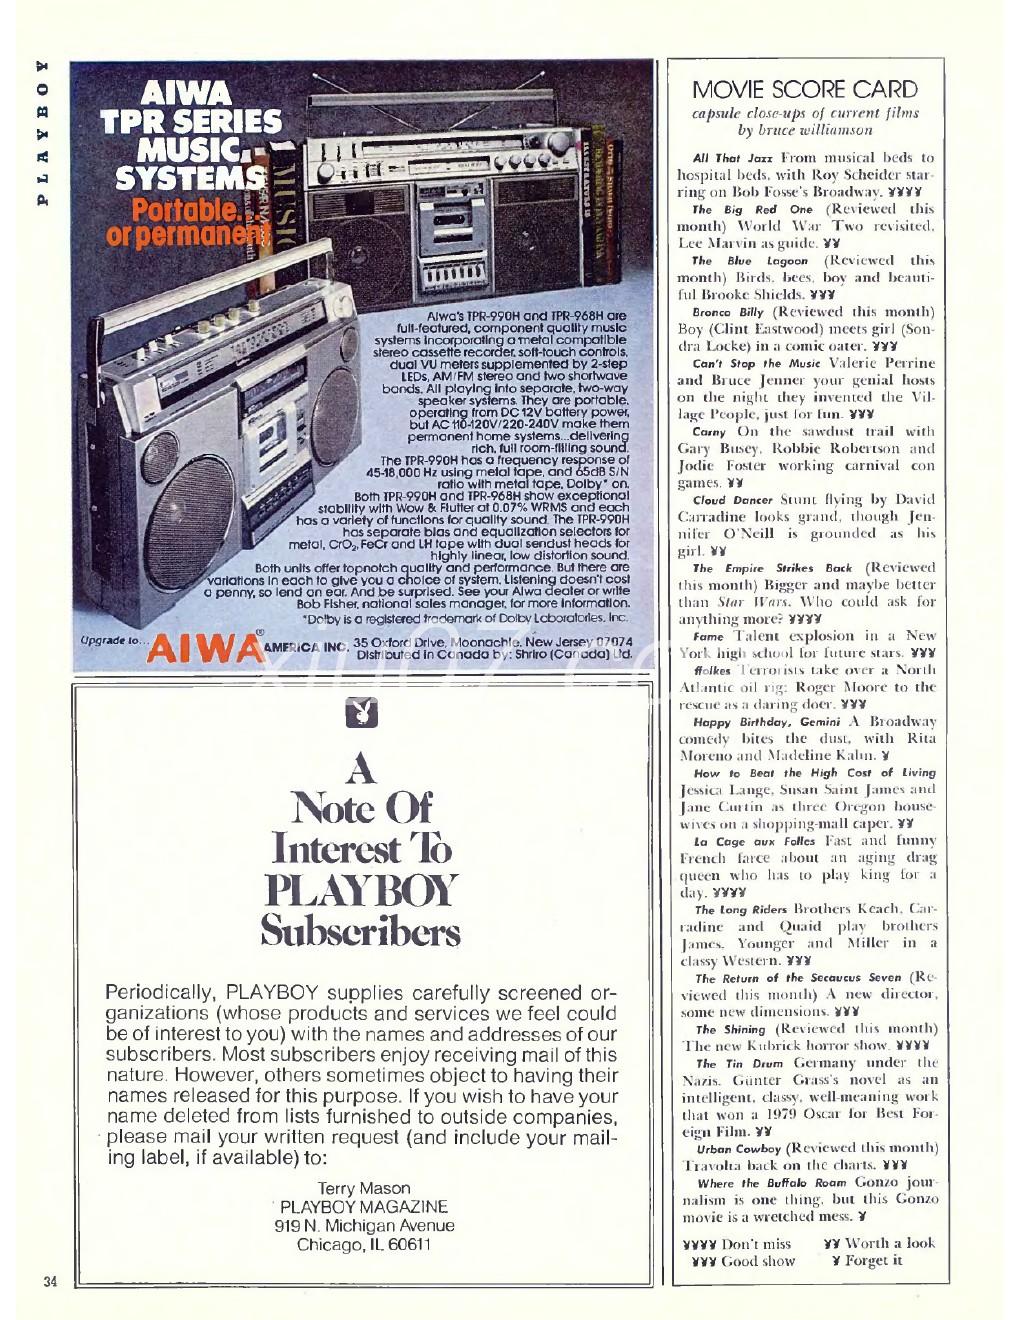 PLAYBOY
AIWA
TPR SERIES
MUSIC
SYSTEMS
Portable...
or permanent
MUSIC
Aiwa's TPR-990H and TPR-968H are
full-featured, component quality music
systems incorporating a metal compatible
stereo cassette recorder, soft-touch controls,
dual VU meters supplemented by 2-step
LEDs, AM/FM stereo and two shortwave
bands. All playing into separate, two-way
speaker systems. They are portable,
operating from DC 12V battery power,
but AC 110-120V/220-240V make them
permanent home systems...delivering
rich, full room-filling sound.
The TPR-990H has a frequency response of
45-18,000 Hz using metal tape, and 65dB S/N
ratio with metal tape, Dolby* on.
Both TPR-990H and TPR-968H show exceptional
stability with Wow & Flutter at 0.07% WRMS and each
has a variety of functions for quality sound. The TPR-990H
has separate bias and equalization selectors for
metal, CrO₂, FeCr and LH tape with dual sendust heads for
highly linear, low distortion sound.
Both units offer topnotch quality and performance. But there are
variations in each to give you a choice of system. Listening doesn't cost
a penny, so lend an ear. And be surprised. See your Aiwa dealer or write
Bob Fisher, national sales manager, for more information.
*Dolby is a registered trademark of Dolby Laboratories, Inc.
Upgrade to... AIWA® AMERICA INC. 35 Oxford Drive, Moonachie, New Jersey 07074
Distributed in Canada by: Shriro (Canada) Ltd.
A
Note Of
Interest To
PLAYBOY
Subscribers
Periodically, PLAYBOY supplies carefully screened or-
ganizations (whose products and services we feel could
be of interest to you) with the names and addresses of our
subscribers. Most subscribers enjoy receiving mail of this
nature. However, others sometimes object to having their
names released for this purpose. If you wish to have your
name deleted from lists furnished to outside companies,
please mail your written request (and include your mail-
ing label, if available) to:
Terry Mason
PLAYBOY MAGAZINE
919 N. Michigan Avenue
Chicago, IL 60611
34
MOVIE SCORE CARD
capsule close-ups of current films
by bruce williamson
All That Jazz From musical beds to
hospital beds, with Roy Scheider star-
ring on Bob Fosse's Broadway. ¥¥¥¥
The Big Red One (Reviewed this
month) World War Two revisited,
Lee Marvin as guide. ¥¥
The Blue Lagoon (Reviewed this
month) Birds, bees, boy and beauti-
ful Brooke Shields. ¥¥¥
Bronco Billy (Reviewed this month)
Boy (Clint Eastwood) meets girl (Son-
dra Locke) in a comic oater. ¥¥¥
Can't Stop the Music Valerie Perrine
and Bruce Jenner your genial hosts
on the night they invented the Vil-
lage People, just for fun. ¥¥¥
Carny On the sawdust trail with
Gary Busey, Robbie Robertson and
Jodie Foster working carnival con
games. ¥¥
Cloud Dancer Stunt flying by David
Carradine looks grand, though Jen-
nifer O'Neill is grounded as his
girl. ¥¥
The Empire Strikes Back (Reviewed
this month) Bigger and maybe better
than Star Wars. Who could ask for
anything more? ¥¥¥¥
Fame Talent explosion in a New
York high school for future stars. ¥¥¥
ffolkes Terrorists take over a North
Atlantic oil rig; Roger Moore to the
rescue as a daring doer. ¥¥¥
Happy Birthday, Gemini A Broadway
comedy bites the dust, with Rita
Moreno and Madeline Kahn. ¥
How to Beat the High Cost of Living
Jessica Lange, Susan Saint James and
Jane Curtin as three Oregon house-
wives on a shopping-mall caper. ¥¥
La Cage aux Folles Fast and funny
French farce about an aging drag
queen who has to play king for a
day. ¥¥¥¥
The Long Riders Brothers Keach, Car-
radine and Quaid play brothers
James, Younger and Miller in a
classy Western. ¥¥¥
The Return of the Secaucus Seven (Re-
viewed this month) A new director,
some new dimensions. ¥¥¥
The Shining (Reviewed this month)
The new Kubrick horror show. ¥¥¥¥
The Tin Drum Germany under the
Nazis. Günter Grass's novel as an
intelligent, classy, well-meaning work
that won a 1979 Oscar for Best For-
eign Film. ¥¥
Urban Cowboy (Reviewed this month)
Travolta back on the charts. ¥¥¥
Where the Buffalo Roam Gonzo jour-
nalism is one thing, but this Gonzo
movie is a wretched mess. ¥
¥¥¥¥ Don't miss ¥¥ Worth a look
¥¥¥ Good show ¥ Forget it